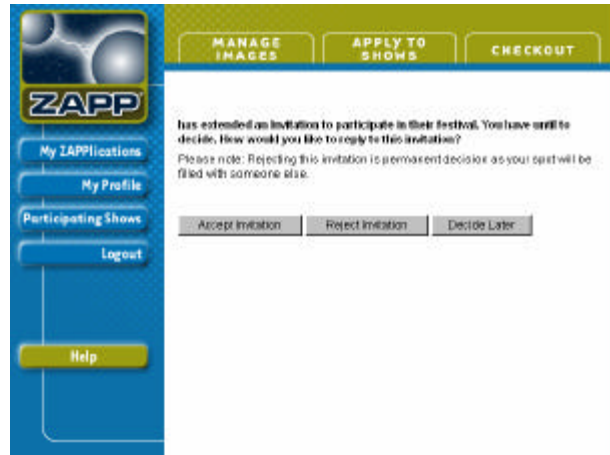 MANAGE
IMAGES
APPLY TO
SHOWS
CHECKOUT
ZAPP
My ZAPPlications
My Profile
Participating Shows
Logout
Help
has extended an invitation to participate in their festival. You have until to
decide. How would you like to reply to this invitation?
Please note: Rejecting this invitation is permanent decision as your spot will be
filled with someone else.
Accept Invitation
Reject Invitation
Decide Later